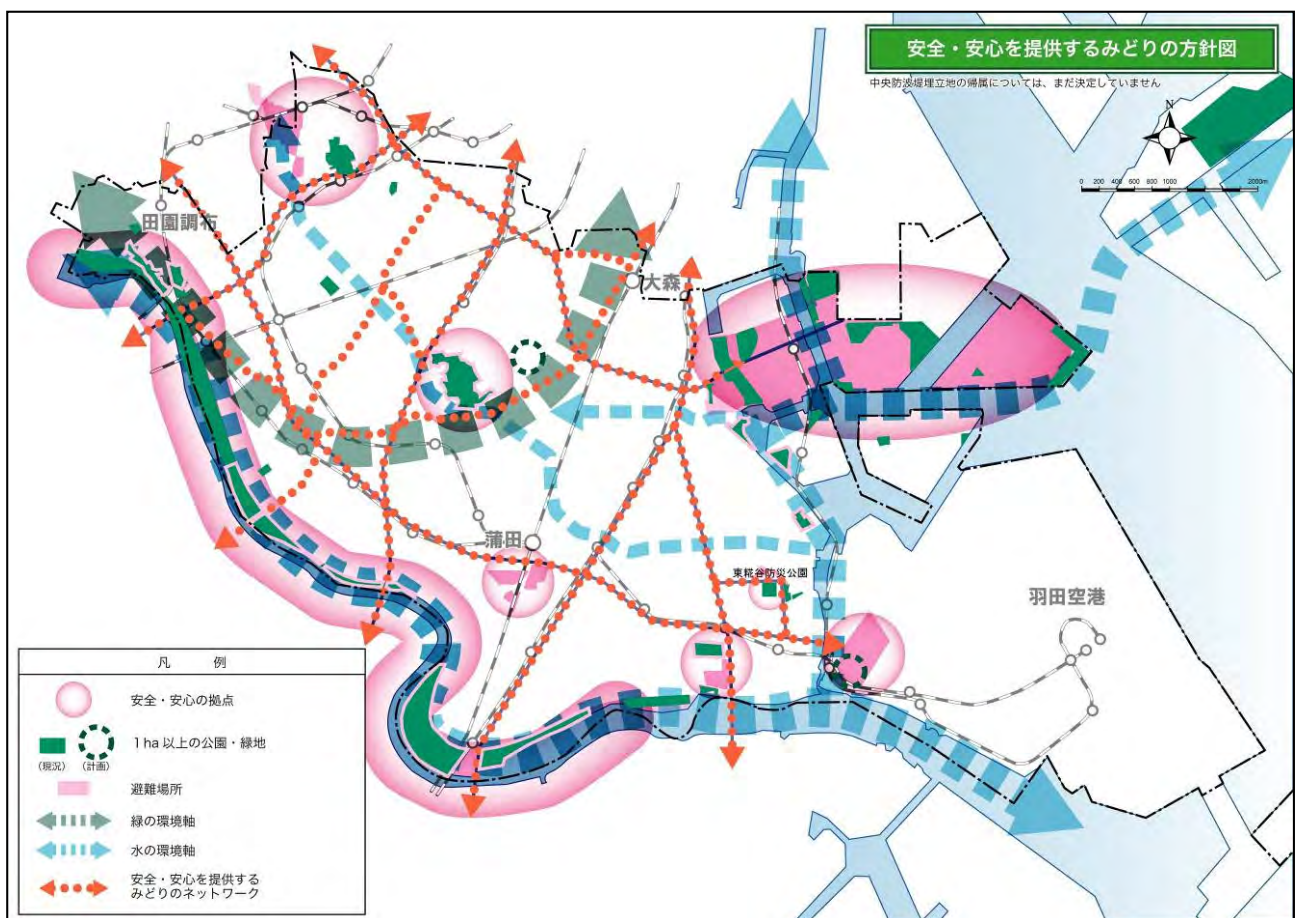 安全・安心を提供するみどりの方針図
中央防波堤埋立地の帰属については、まだ決定していません
N
0 200 400 600 800 1000 2000m
田園調布
大森
蒲田
東糀谷防災公園
羽田空港
凡 例
安全・安心の拠点
1ha以上の公園・緑地
(現況) (計画)
避難場所
緑の環境軸
水の環境軸
安全・安心を提供する
みどりのネットワーク